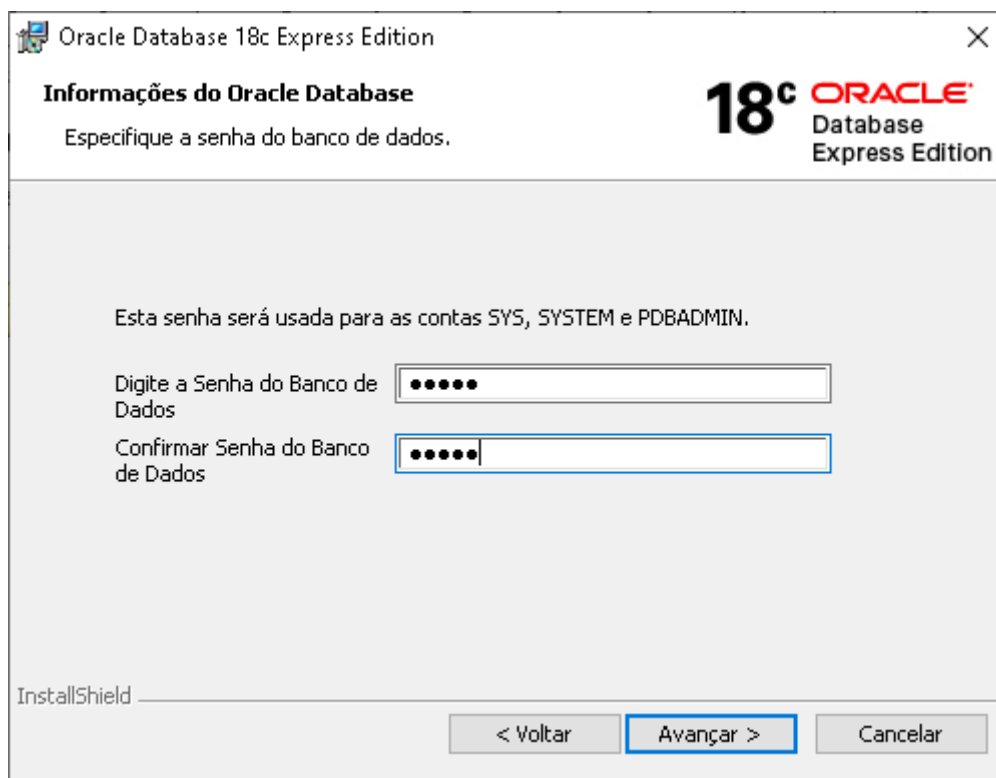 Oracle Database 18c Express Edition
Informações do Oracle Database
Especifique a senha do banco de dados.
18c ORACLE
Database
Express Edition
Esta senha será usada para as contas SYS, SYSTEM e PDBADMIN.
Digite a Senha do Banco de
Dados
Confirmar Senha do Banco
de Dados
InstallShield
< Voltar
Avançar >
Cancelar